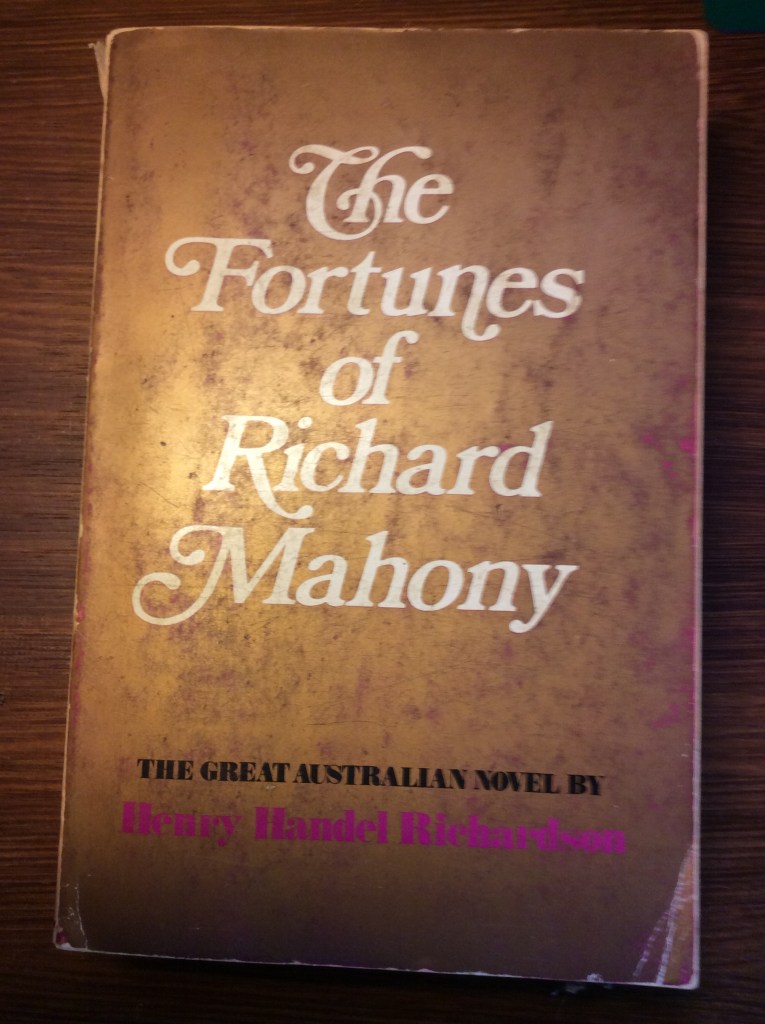 The
Fortunes
of
Richard
Mahony
THE GREAT AUSTRALIAN NOVEL BY
Henry Handel Richardson